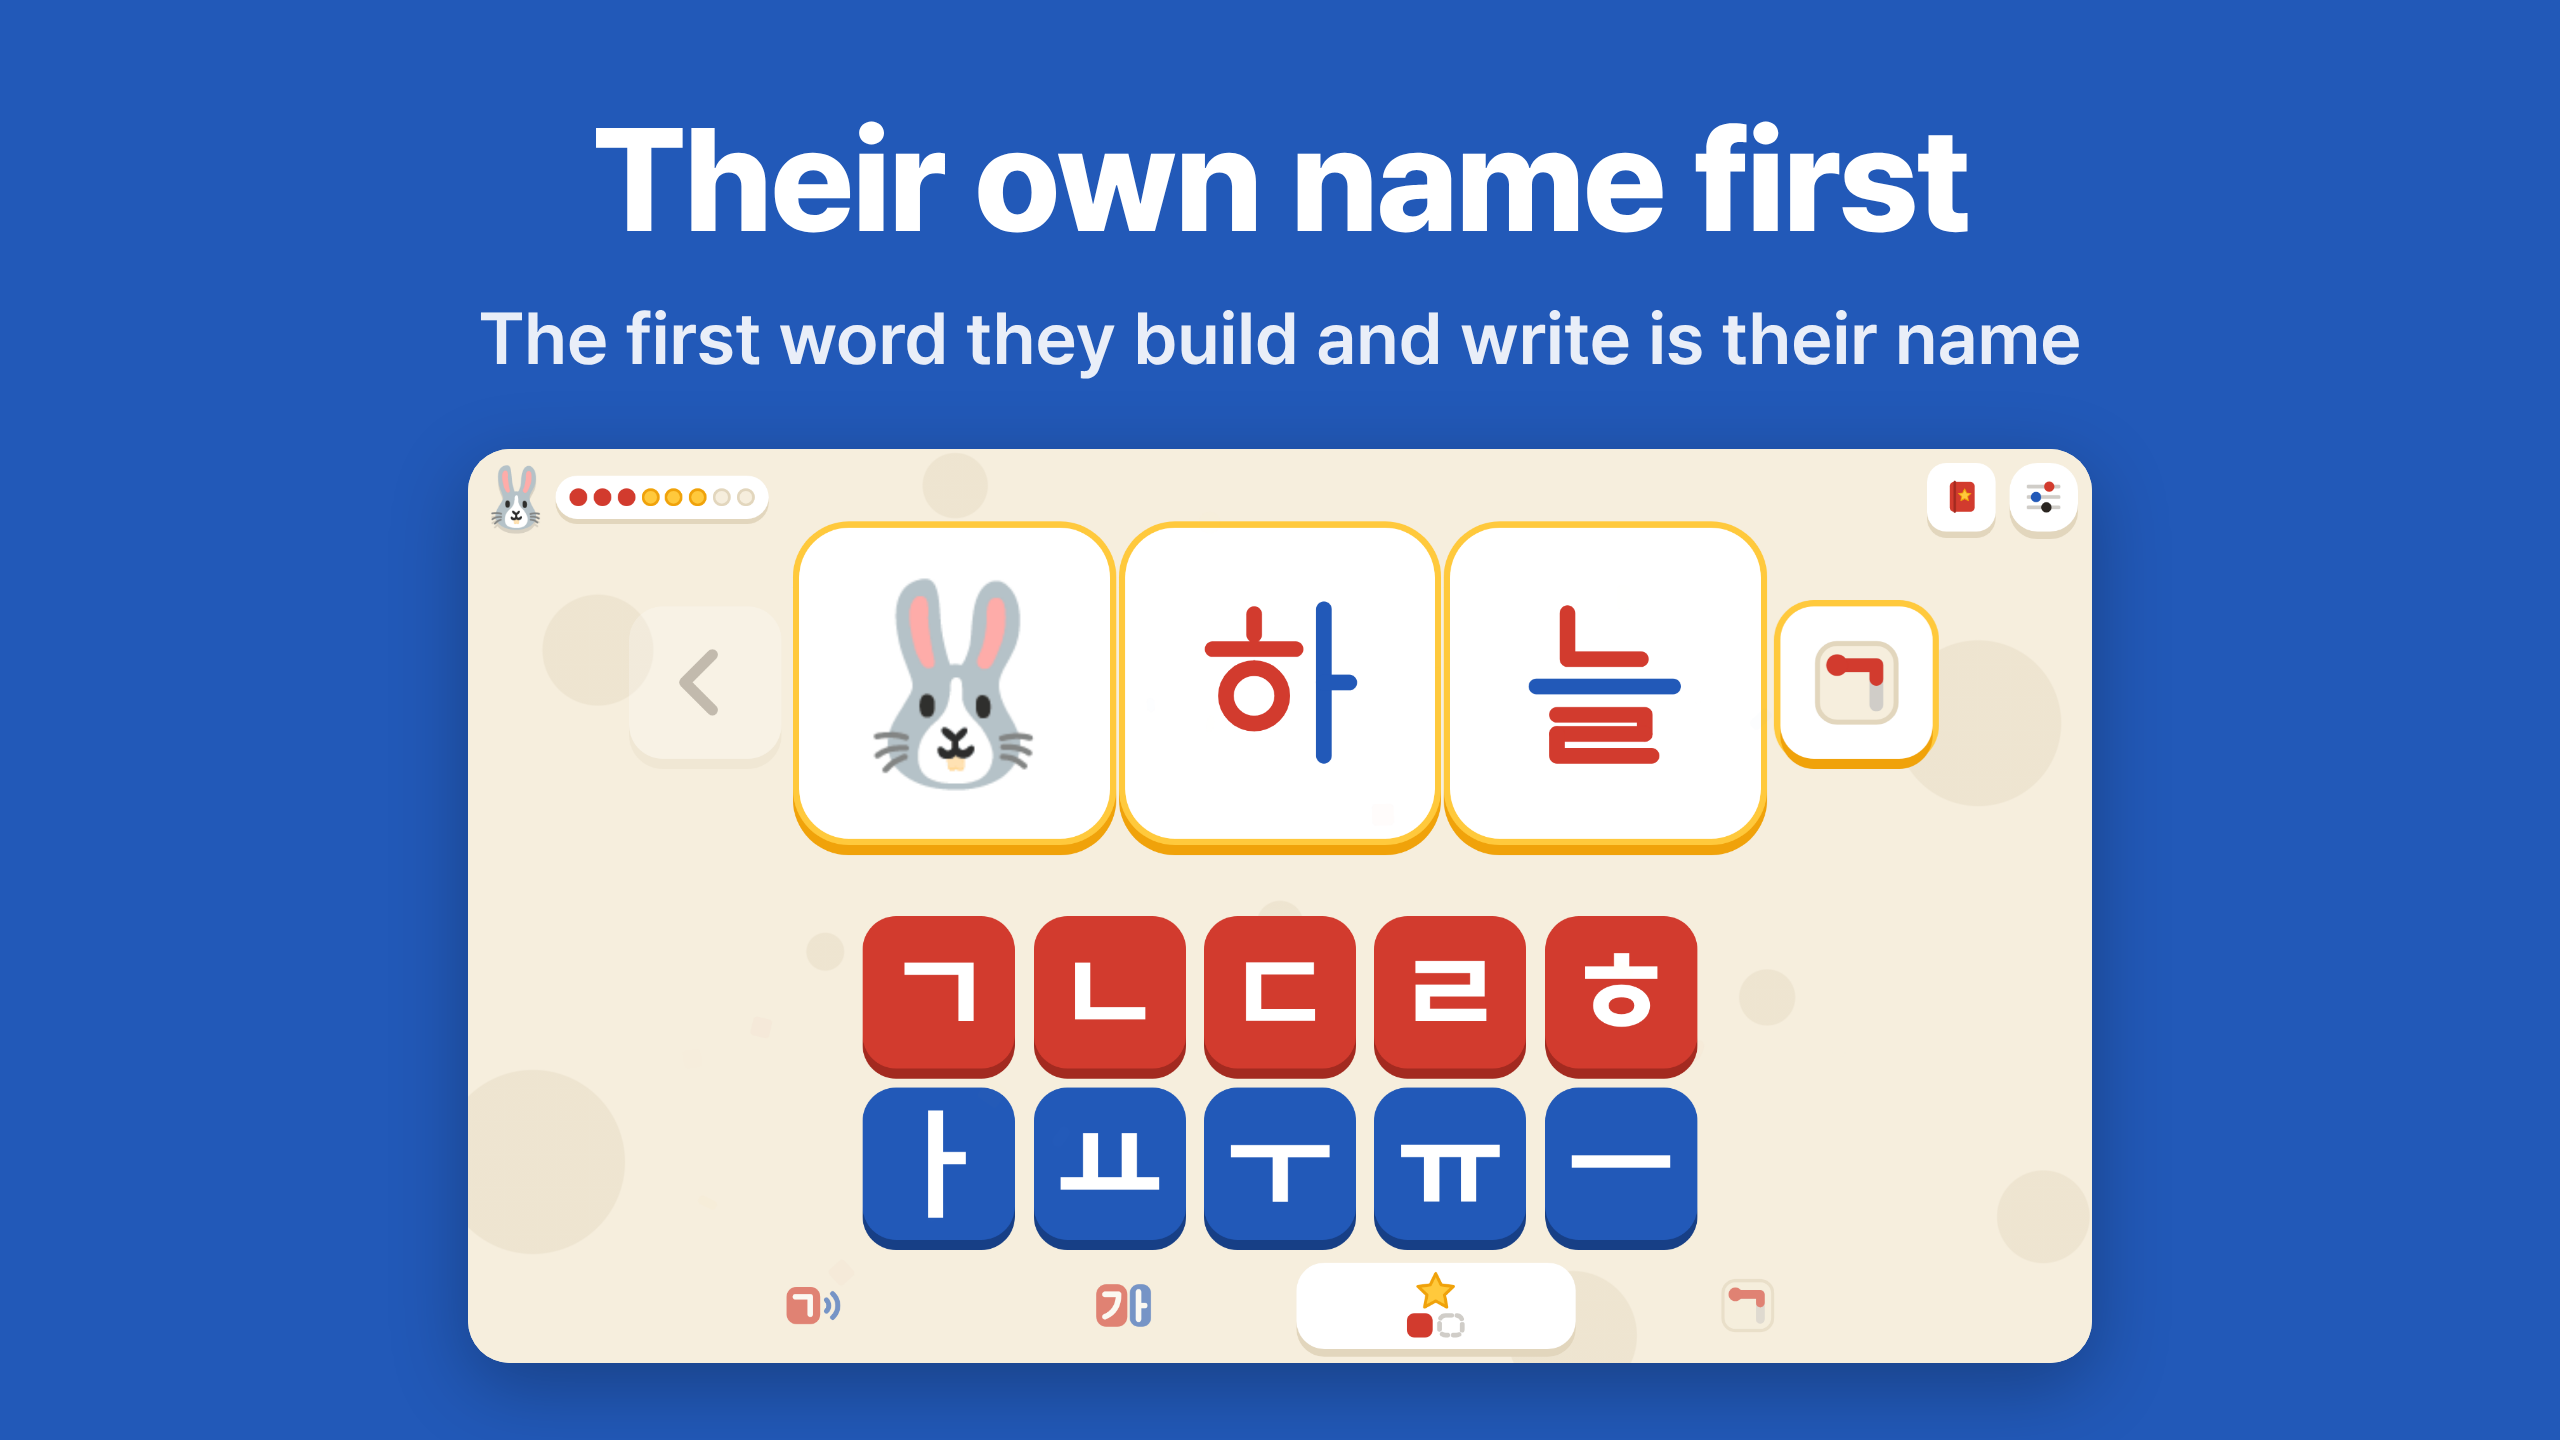 Their own name first
The first word they build and write is their name
하늘
ㄱ ㄴ ㄷ ㄹ ㅎ
ㅏ ㅛ ㅜ ㅠ ㅡ
ㄱ 가 ㄱ